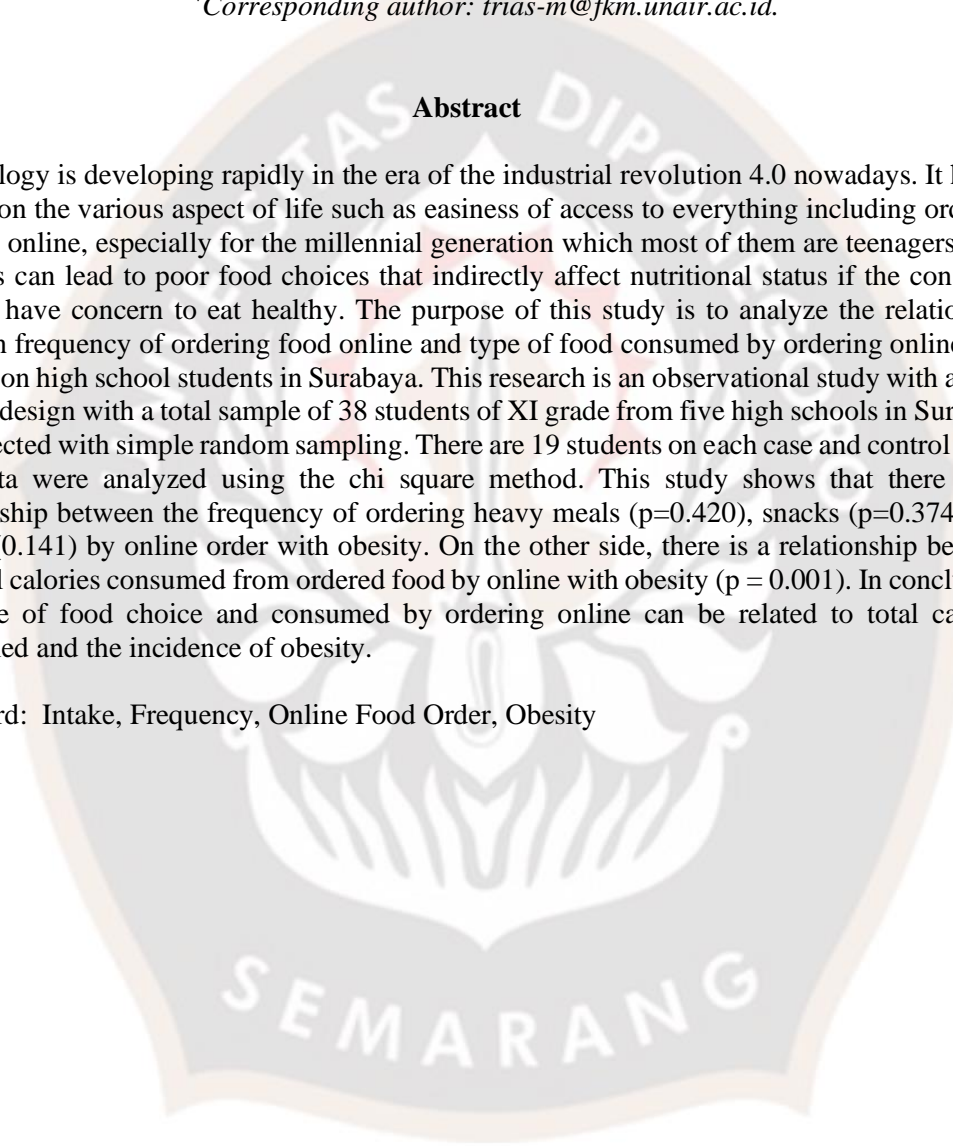 *Corresponding author: trias-m@fkm.unair.ac.id.
Abstract
ology is developing rapidly in the era of the industrial revolution 4.0 nowadays. It
on the various aspect of life such as easiness of access to everything including
online, especially for the millennial generation which most of them are teenagers
s can lead to poor food choices that indirectly affect nutritional status if the con
have concern to eat healthy. The purpose of this study is to analyze the relatio
n frequency of ordering food online and type of food consumed by ordering online
on high school students in Surabaya. This research is an observational study with a
design with a total sample of 38 students of XI grade from five high schools in Sur
ected with simple random sampling. There are 19 students on each case and control
ta were analyzed using the chi square method. This study shows that there
ship between the frequency of ordering heavy meals (p=0.420), snacks (p=0.374
(0.141) by online order with obesity. On the other side, there is a relationship be
l calories consumed from ordered food by online with obesity (p = 0.001). In concl
e of food choice and consumed by ordering online can be related to total ca
ed and the incidence of obesity.
rd: Intake, Frequency, Online Food Order, Obesity
UNIVERSITAS DIPONEGORO
SEMARANG